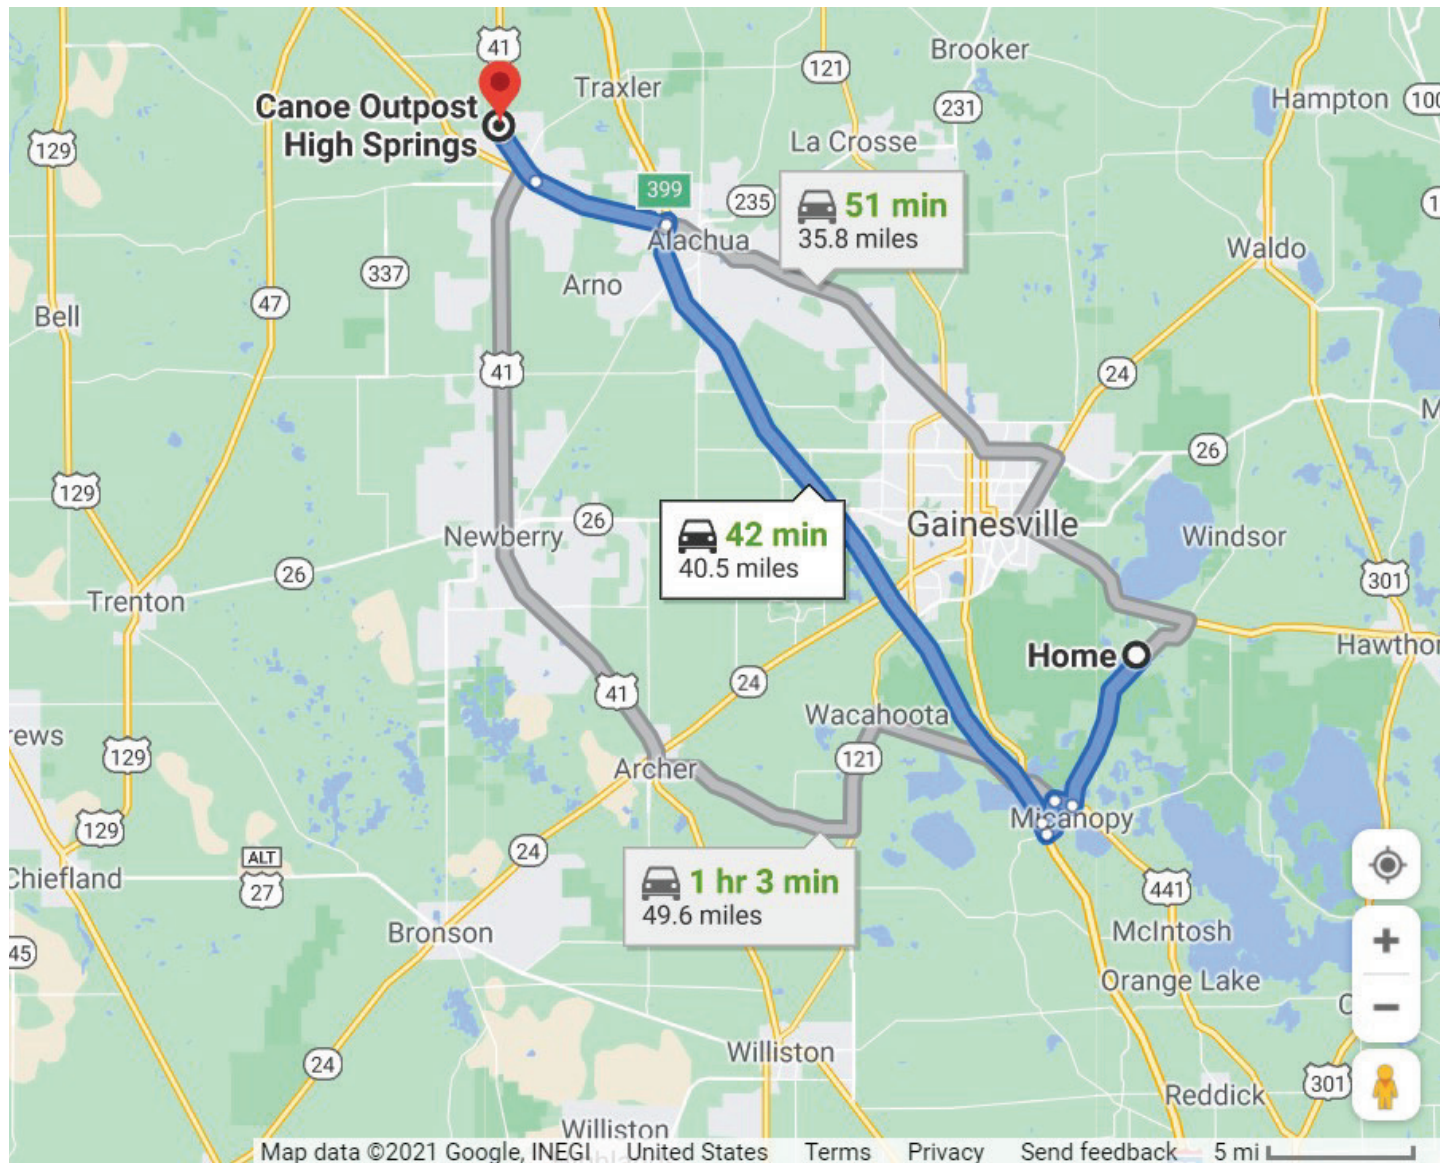 41
Brooker
121
Traxler
Hampton
100
Canoe Outpost
High Springs
231
129
La Crosse
399
235
51 min
35.8 miles
1
Alachua
Waldo
337
Arno
47
Bell
41
24
M
26
129
26
Gainesville
Newberry
42 min
40.5 miles
Windsor
26
301
Trenton
Hawthor
Home
24
41
Wacahoota
rews
129
121
Archer
Micanopy
129
24
ALT
27
Chiefland
1 hr 3 min
49.6 miles
441
Bronson
McIntosh
45
Orange Lake
C
Williston
24
301
Reddick
Williston
Map data ©2021 Google, INEGI United States Terms Privacy Send feedback 5 mi